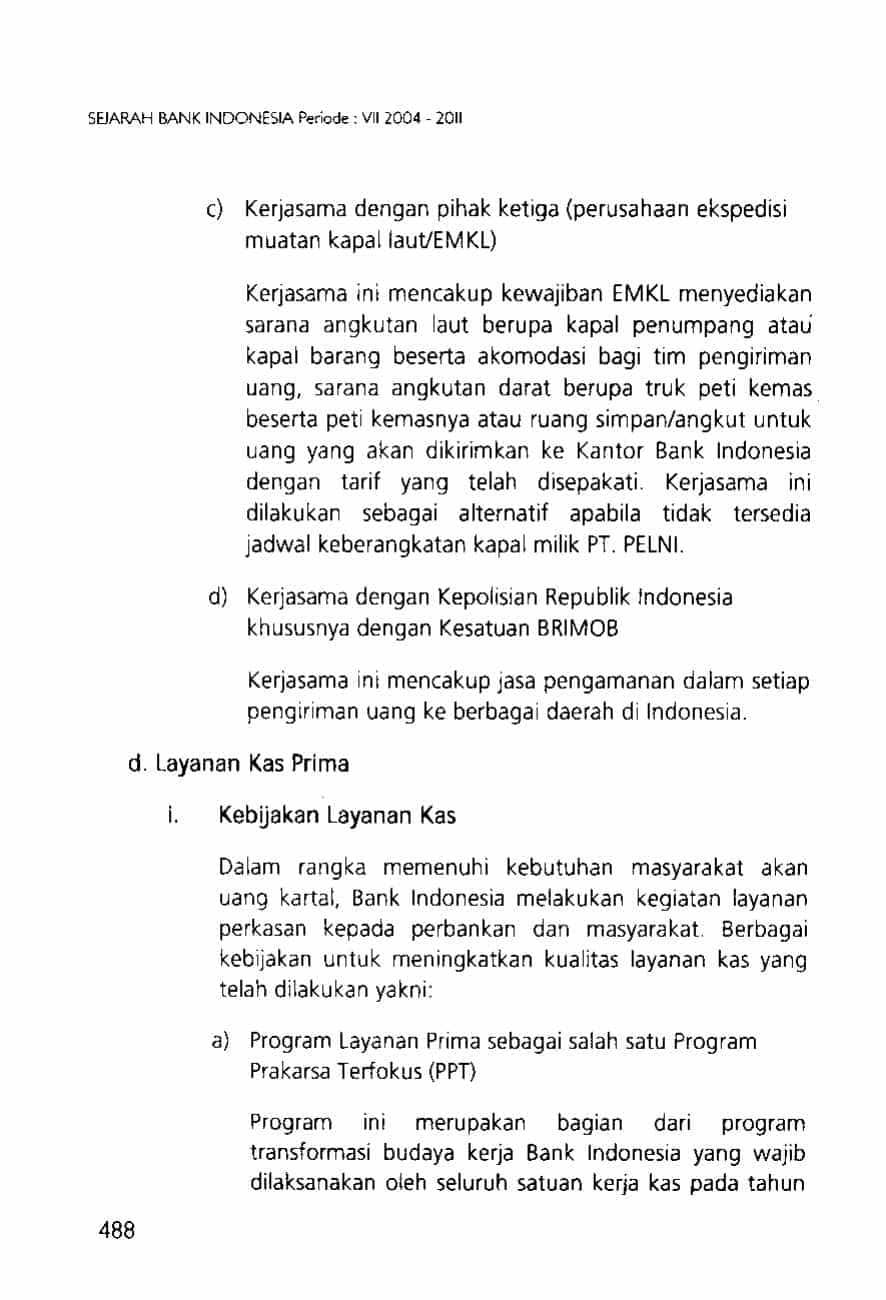 SEJARAH BANK INDONESIA Periode : VII 2004 - 2011
c) Kerjasama dengan pihak ketiga (perusahaan ekspedisi
muatan kapal laut/EMKL)
Kerjasama ini mencakup kewajiban EMKL menyediakan
sarana angkutan laut berupa kapal penumpang atau
kapal barang beserta akomodasi bagi tim pengiriman
uang, sarana angkutan darat berupa truk peti kemas
beserta peti kemasnya atau ruang simpan/angkut untuk
uang yang akan dikirimkan ke Kantor Bank Indonesia
dengan tarif yang telah disepakati. Kerjasama ini
dilakukan sebagai alternatif apabila tidak tersedia
jadwal keberangkatan kapal milik PT. PELNI.
d) Kerjasama dengan Kepolisian Republik Indonesia
khususnya dengan Kesatuan BRIMOB
Kerjasama ini mencakup jasa pengamanan dalam setiap
pengiriman uang ke berbagai daerah di Indonesia.
d. Layanan Kas Prima
i. Kebijakan Layanan Kas
Dalam rangka memenuhi kebutuhan masyarakat akan
uang kartal, Bank Indonesia melakukan kegiatan layanan
perkasan kepada perbankan dan masyarakat. Berbagai
kebijakan untuk meningkatkan kualitas layanan kas yang
telah dilakukan yakni:
a) Program Layanan Prima sebagai salah satu Program
Prakarsa Terfokus (PPT)
Program ini merupakan bagian dari program
transformasi budaya kerja Bank Indonesia yang wajib
dilaksanakan oleh seluruh satuan kerja kas pada tahun
488